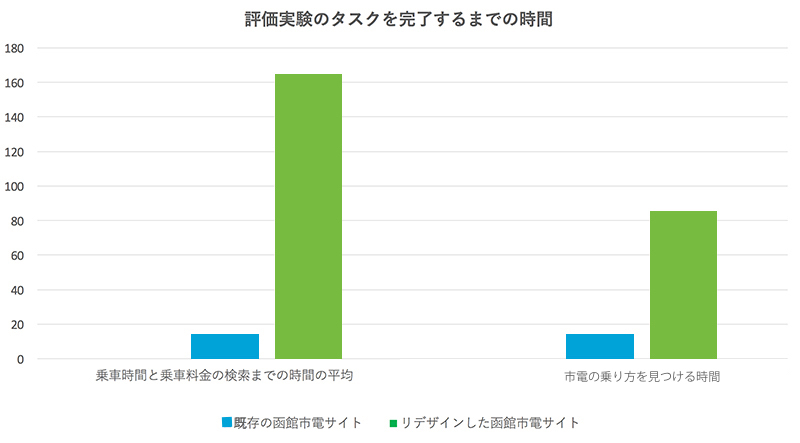 評価実験のタスクを完了するまでの時間
180
160
140
120
100
80
60
40
20
0
乗車時間と乗車料金の検索までの時間の平均
市電の乗り方を見つける時間
既存の函館市電サイト
リデザインした函館市電サイト